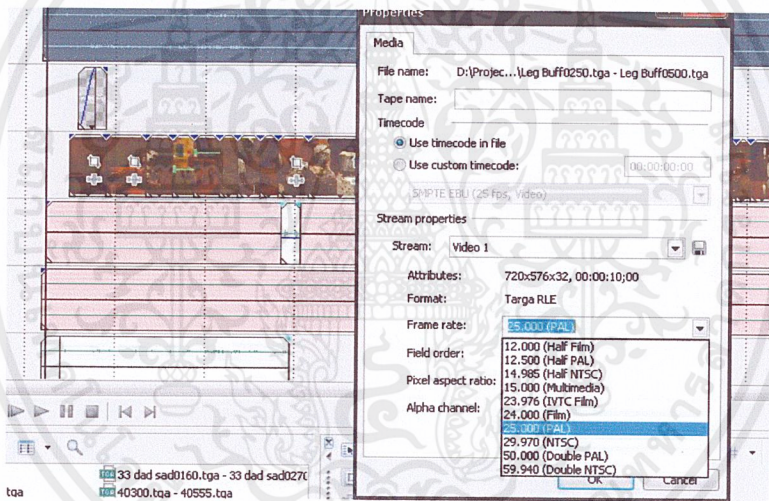 Properties
Media
File name: D:\Projec...\Leg Buff0250.tga - Leg Buff0500.tga
Tape name:
Timecode
Use timecode in file
Use custom timecode: 00:00:00:00
SMPTE EBU (25 fps, Video)
Stream properties
Stream: Video 1
Attributes: 720x576x32, 00:00:10;00
Format: Targa RLE
Frame rate: 25.000 (PAL)
Field order:
Pixel aspect ratio:
Alpha channel:
12.000 (Half Film)
12.500 (Half PAL)
14.985 (Half NTSC)
15.000 (Multimedia)
23.976 (IVTC Film)
24.000 (Film)
25.000 (PAL)
29.970 (NTSC)
50.000 (Double PAL)
59.940 (Double NTSC)
OK Cancel
33 dad sad0160.tga - 33 dad sad0270
tga 40300.tga - 40555.tga